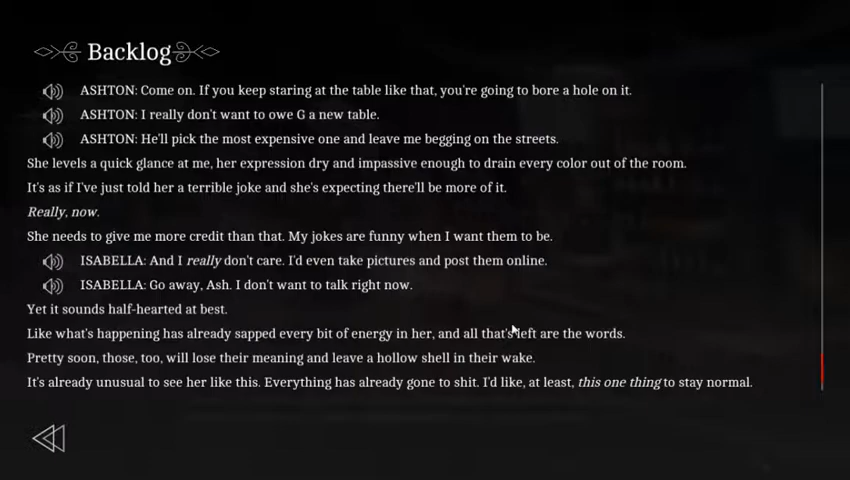 Backlog
ASHTON: Come on. If you keep staring at the table like that, you're going to bore a hole on it.
ASHTON: I really don't want to owe G a new table.
ASHTON: He'll pick the most expensive one and leave me begging on the streets.
She levels a quick glance at me, her expression dry and impassive enough to drain every color out of the room.
It's as if I've just told her a terrible joke and she's expecting there'll be more of it.
Really, now.
She needs to give me more credit than that. My jokes are funny when I want them to be.
ISABELLA: And I really don't care. I'd even take pictures and post them online.
ISABELLA: Go away, Ash. I don't want to talk right now.
Yet it sounds half-hearted at best.
Like what's happening has already sapped every bit of energy in her, and all that's left are the words.
Pretty soon, those, too, will lose their meaning and leave a hollow shell in their wake.
It's already unusual to see her like this. Everything has already gone to shit. I'd like, at least, this one thing to stay normal.